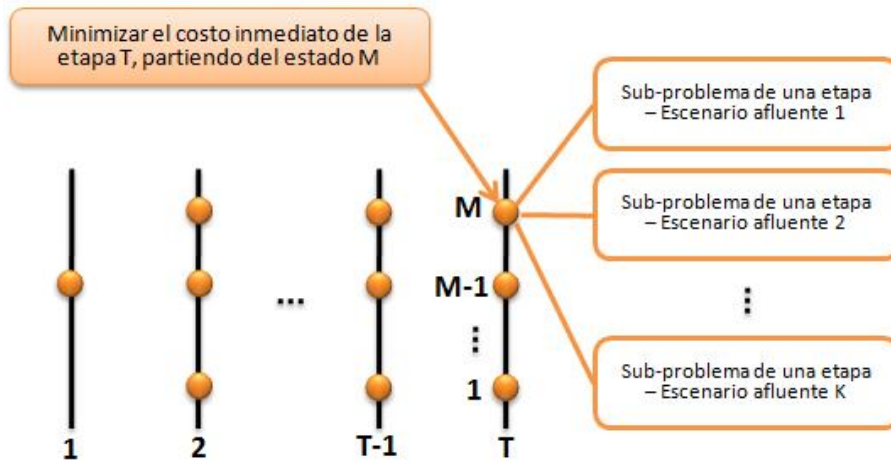 Minimizar el costo inmediato de la
etapa T, partiendo del estado M
Sub-problema de una etapa
– Escenario afluente 1
Sub-problema de una etapa
– Escenario afluente 2
Sub-problema de una etapa
– Escenario afluente K
M
M-1
1
...
1
2
T-1
T